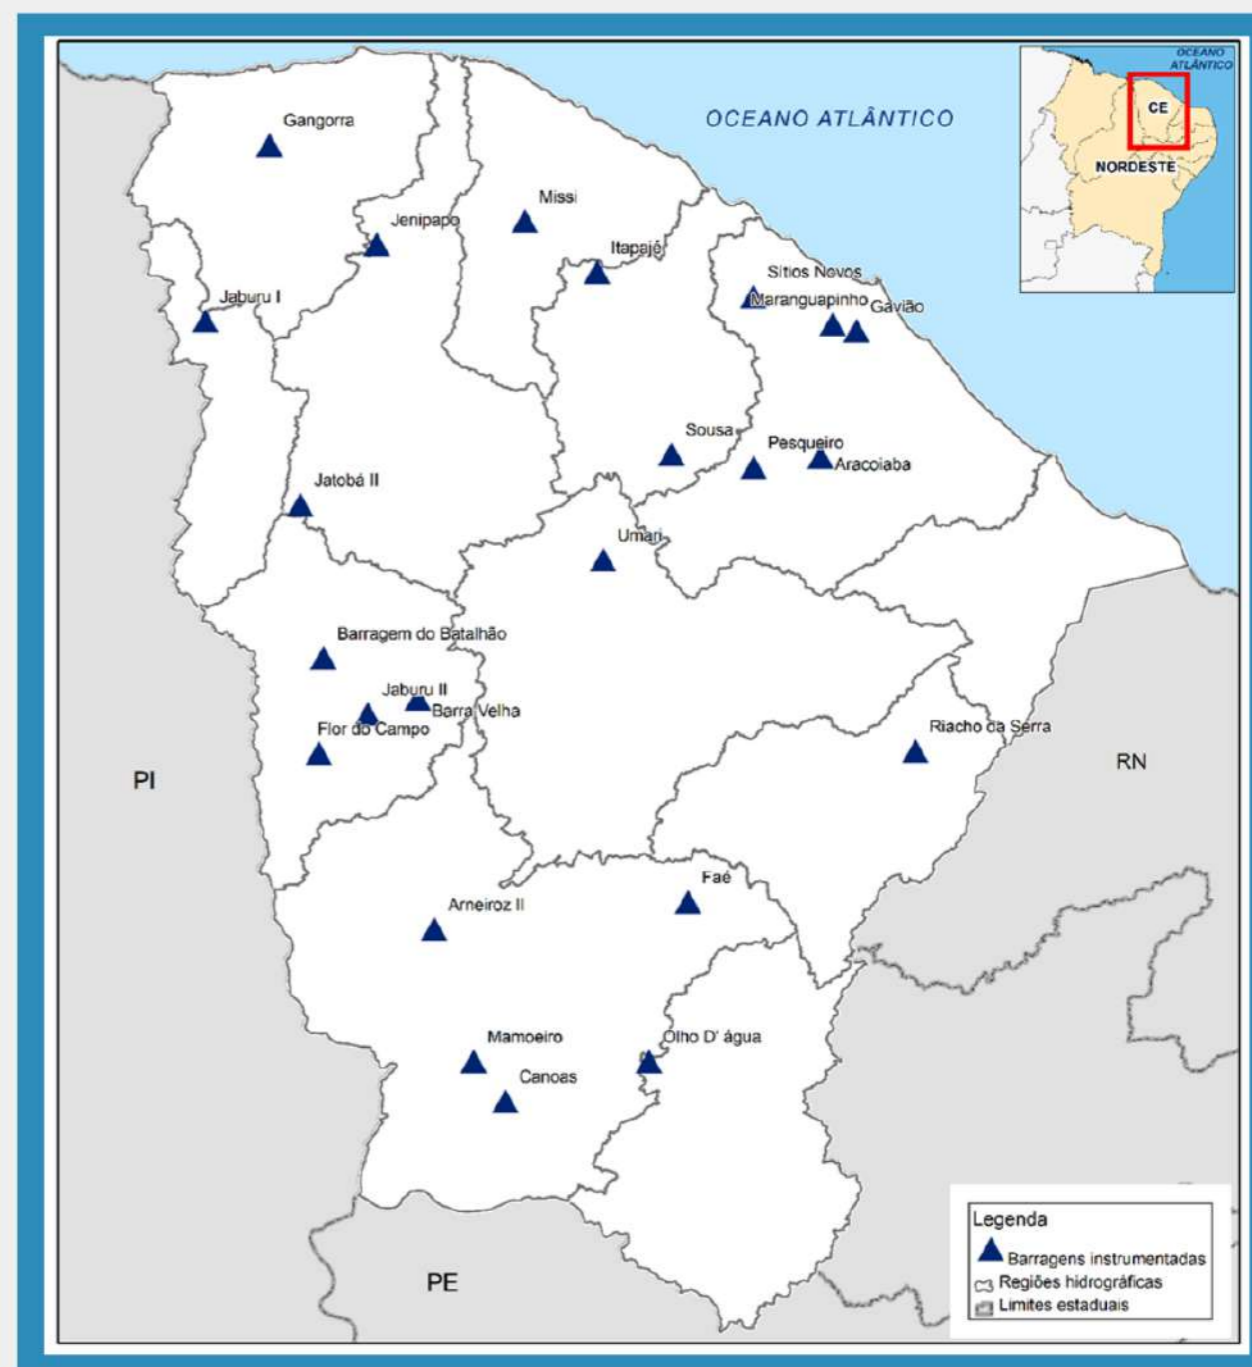 OCEANO
ATLÂNTICO
CE
NORDESTE
OCEANO ATLÂNTICO
Gangorra
Missi
Jenipapo
Itapajé
Sítios Novos
Jaburu I
Maranguapinho
Gavião
Sousa
Pesqueiro
Aracoiaba
Jatobá II
Umari
Barragem do Batalhão
Jaburu II
Barra Velha
Flor do Campo
Riacho da Serra
PI
RN
Faé
Arneiroz II
Mamoeiro
Olho D' água
Canoas
PE
Legenda
Barragens instrumentadas
Regiões hidrográficas
Limites estaduais